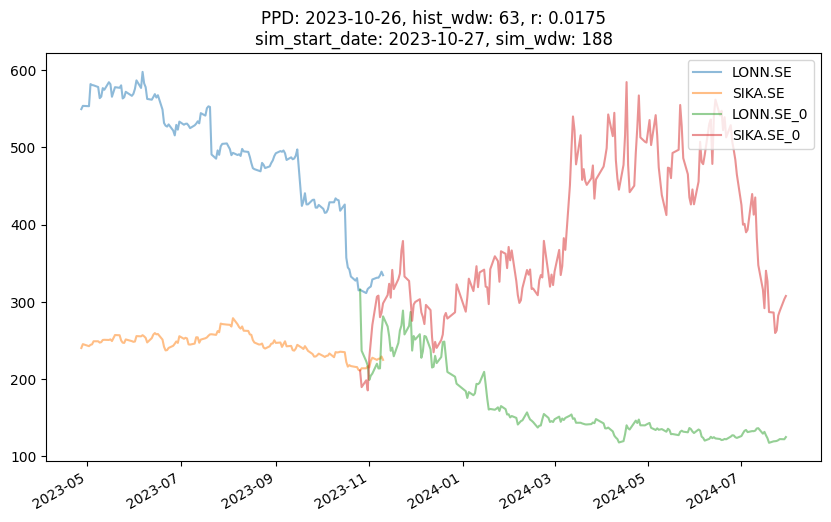 PPD: 2023-10-26, hist_wdw: 63, r: 0.0175
sim_start_date: 2023-10-27, sim_wdw: 188
LONN.SE
SIKA.SE
LONN.SE_0
SIKA.SE_0
600
500
400
300
200
100
2023-05
2023-07
2023-09
2023-11
2024-01
2024-03
2024-05
2024-07